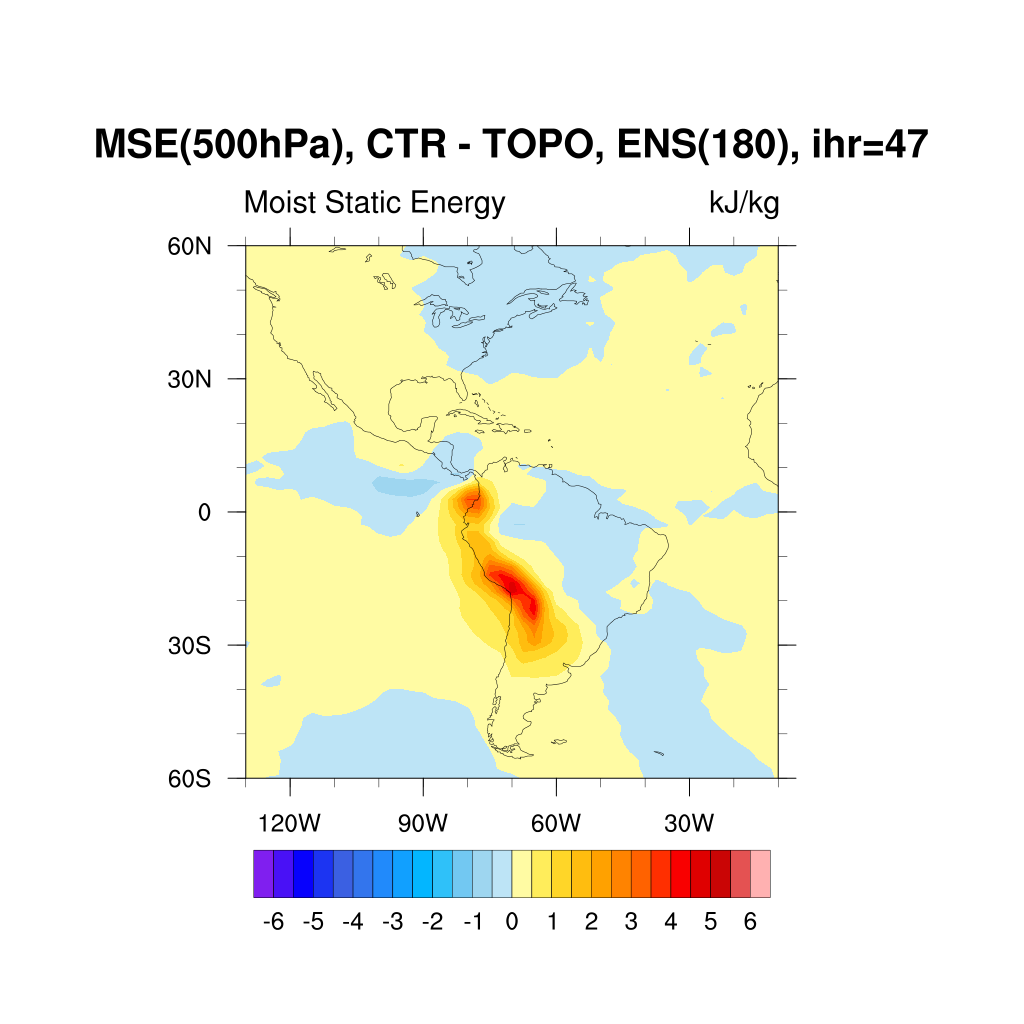 MSE(500hPa), CTR - TOPO, ENS(180), ihr=47
Moist Static Energy kJ/kg
60N
30N
0
30S
60S
120W 90W 60W 30W
-6 -5 -4 -3 -2 -1 0 1 2 3 4 5 6